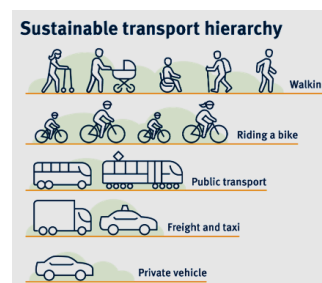 Sustainable transport hierarchy
Walkin
Riding a bike
Public transport
Freight and taxi
Private vehicle